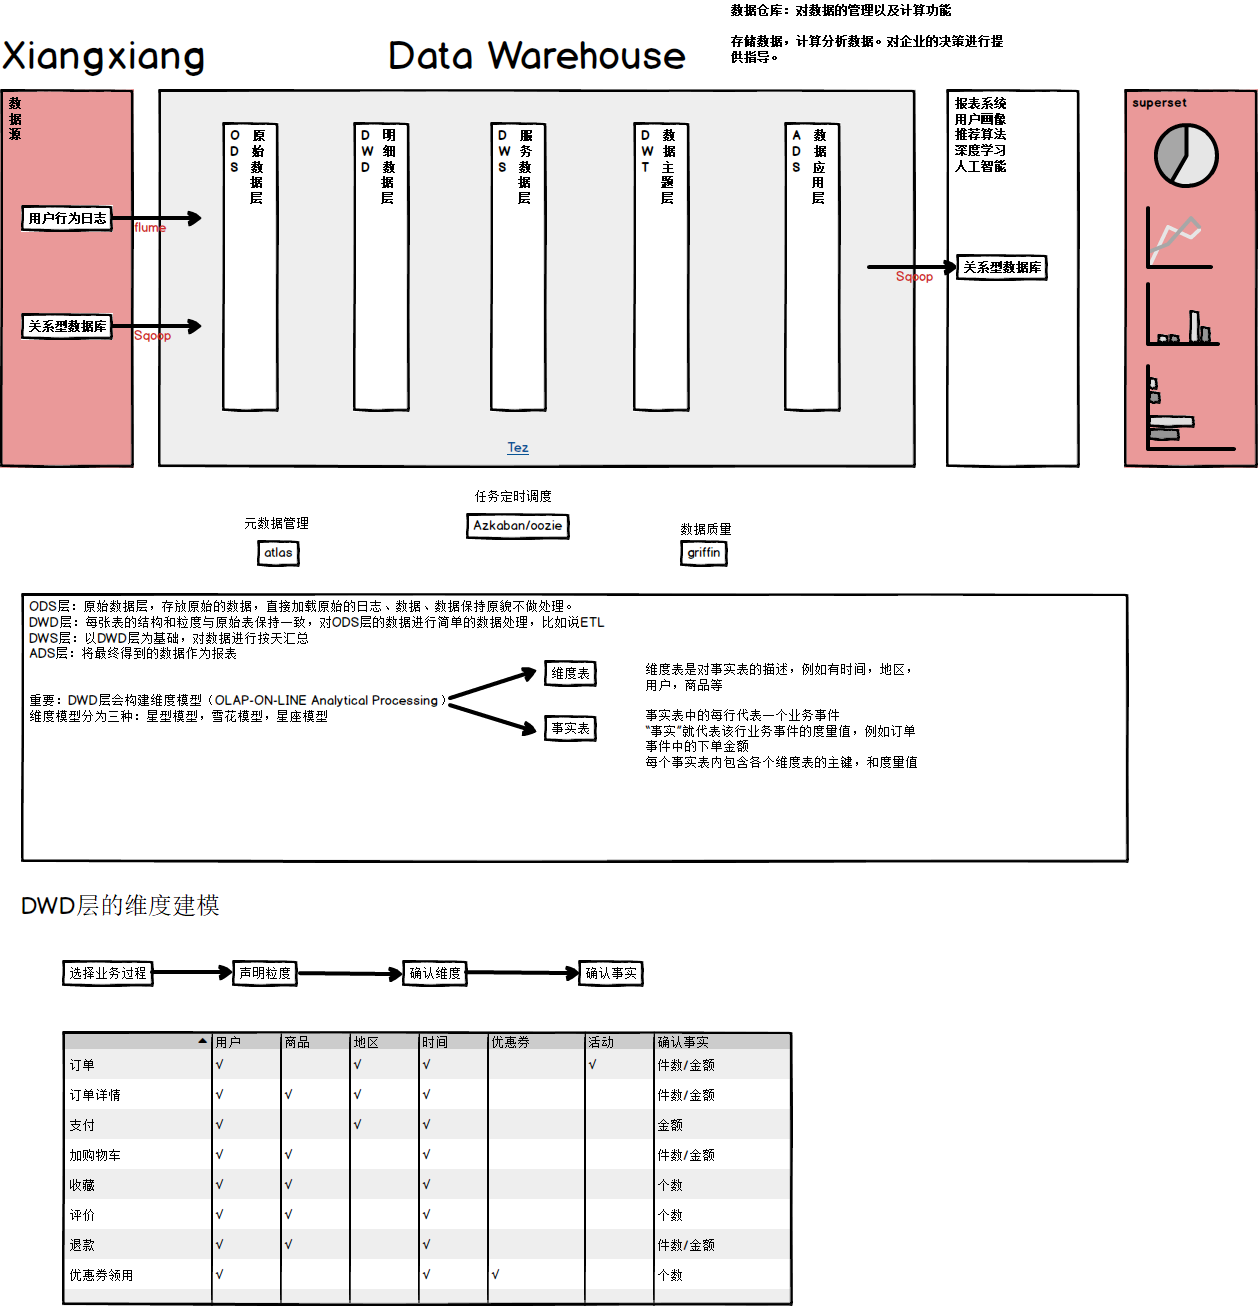 数据仓库：对数据的管理以及计算功能
存储数据，计算分析数据。对企业的决策进行提
供指导。
Xiangxiang
Data Warehouse
数
据
源
用户行为日志
flume
关系型数据库
Sqoop
O 原
D 始
S 数
据
层
D 明
W 细
D 数
据
层
D 服
W 务
S 数
据
层
D 数
W 据
T 主
题
层
A 数
D 据
S 应
用
层
Tez
Sqoop
报表系统
用户画像
推荐算法
深度学习
人工智能
关系型数据库
superset
任务定时调度
Azkaban/oozie
元数据管理
atlas
数据质量
griffin
ODS层：原始数据层，存放原始的数据，直接加载原始的日志、数据、数据保持原貌不做处理。
DWD层：每张表的结构和粒度与原始表保持一致，对ODS层的数据进行简单的数据处理，比如说ETL
DWS层：以DWD层为基础，对数据进行按天汇总
ADS层：将最终得到的数据作为报表
重要：DWD层会构建维度模型（OLAP-ON-LINE Analytical Processing）
维度模型分为三种：星型模型，雪花模型，星座模型
维度表
事实表
维度表是对事实表的描述，例如有时间，地区，
用户，商品等
事实表中的每行代表一个业务事件
“事实”就代表该行业务事件的度量值，例如订单
事件中的下单金额
每个事实表内包含各个维度表的主键，和度量值
DWD层的维度建模
选择业务过程
声明粒度
确认维度
确认事实
用户 商品 地区 时间 优惠券 活动 确认事实
订单 √ √ √ √ 件数/金额
订单详情 √ √ √ √ 件数/金额
支付 √ √ √ 金额
加购物车 √ √ √ 件数/金额
收藏 √ √ √ 个数
评价 √ √ √ 个数
退款 √ √ √ 件数/金额
优惠券领用 √ √ √ 个数